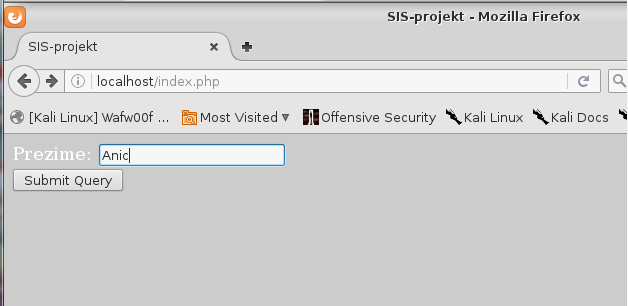 SIS-projekt - Mozilla Firefox
SIS-projekt
localhost/index.php
[Kali Linux] Wafw00f ... Most Visited Offensive Security Kali Linux Kali Docs
Prezime: Anic
Submit Query